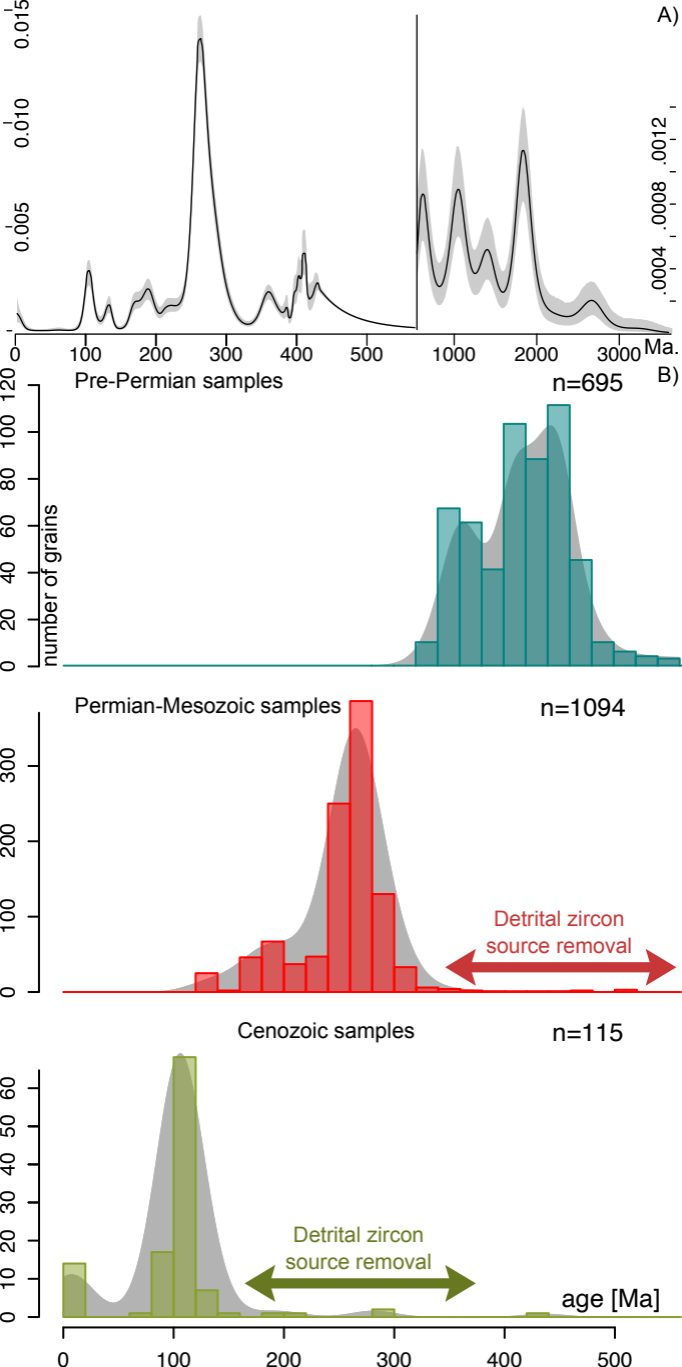 A)
0.015
0.010
0.005
.0012
.0008
.0004
0 100 200 300 400 500 1000 2000 3000 Ma.
B)
Pre-Permian samples n=695
120
100
80
60
40
20
0
number of grains
Permian-Mesozoic samples n=1094
300
200
100
0
Detrital zircon
source removal
Cenozoic samples n=115
60
50
40
30
20
10
0
Detrital zircon
source removal
age [Ma]
0 100 200 300 400 500